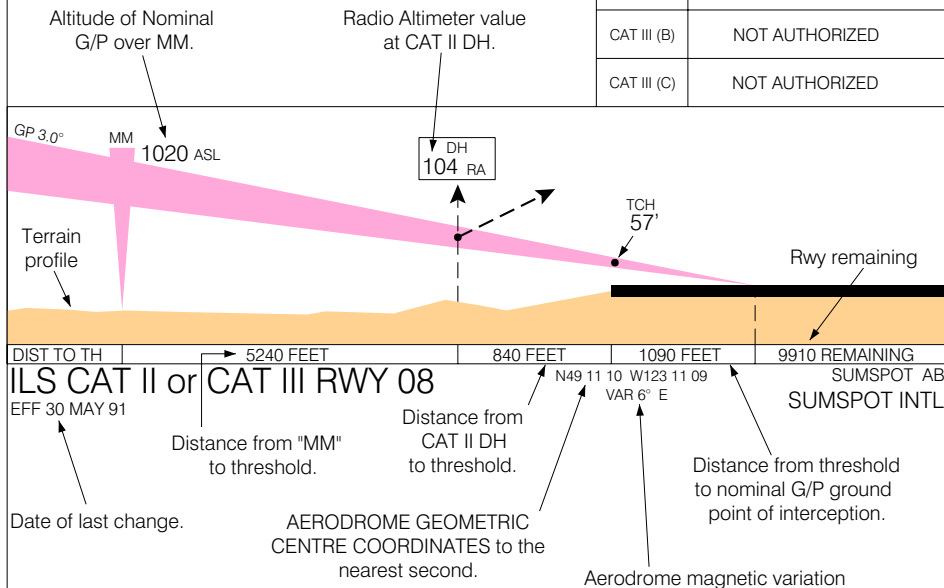 Altitude of Nominal
G/P over MM.
Radio Altimeter value
at CAT II DH.
CAT III (B) NOT AUTHORIZED
CAT III (C) NOT AUTHORIZED
GP 3.0°
MM
1020 ASL
DH
104 RA
TCH
57’
Terrain
profile
Rwy remaining
DIST TO TH 5240 FEET 840 FEET 1090 FEET 9910 REMAINING
ILS CAT II or CAT III RWY 08
EFF 30 MAY 91
N49 11 10 W123 11 09
VAR 6° E
SUMSPOT AB
SUMSPOT INTL
Distance from "MM"
to threshold.
Distance from
CAT II DH
to threshold.
Distance from threshold
to nominal G/P ground
point of interception.
Date of last change.
AERODROME GEOMETRIC
CENTRE COORDINATES to the
nearest second.
Aerodrome magnetic variation